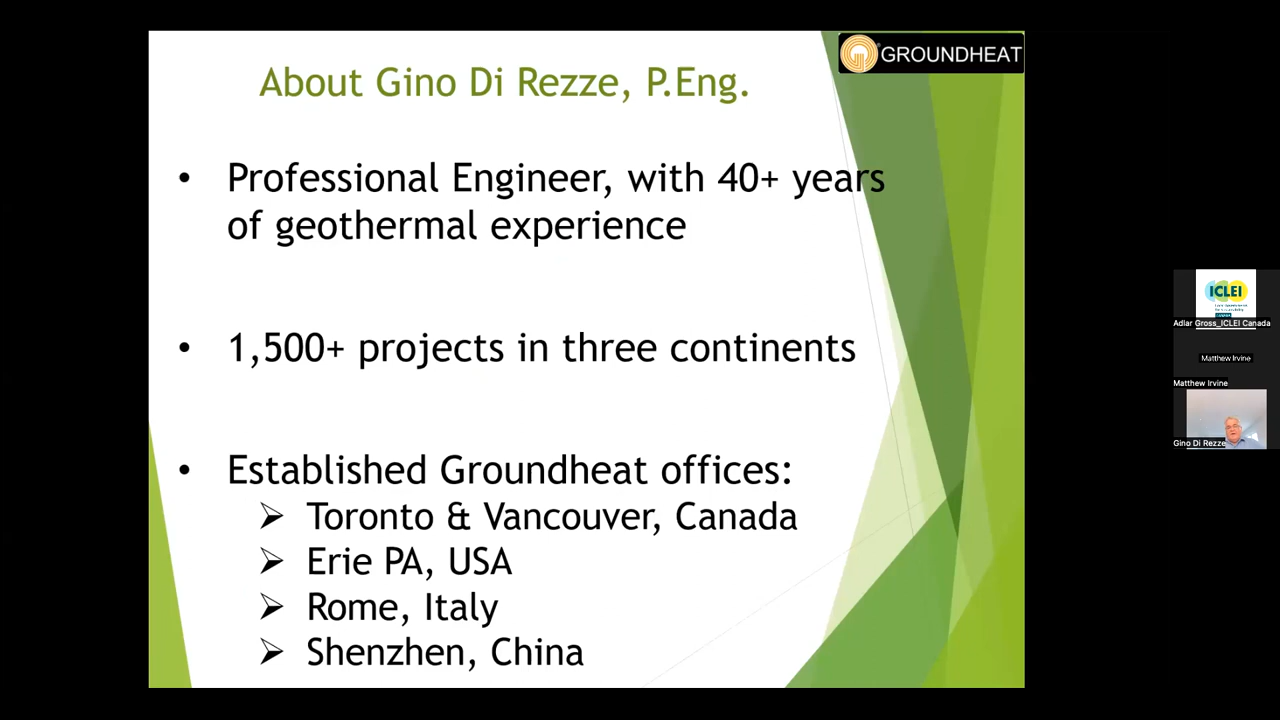 GROUNDHEAT
About Gino Di Rezze, P.Eng.
• Professional Engineer, with 40+ years
of geothermal experience
• 1,500+ projects in three continents
• Established Groundheat offices:
➢ Toronto & Vancouver, Canada
➢ Erie PA, USA
➢ Rome, Italy
➢ Shenzhen, China
ICLEI
Adlar Gross_ICLEI Canada
Matthew Irvine
Matthew Irvine
Gino Di Rezze